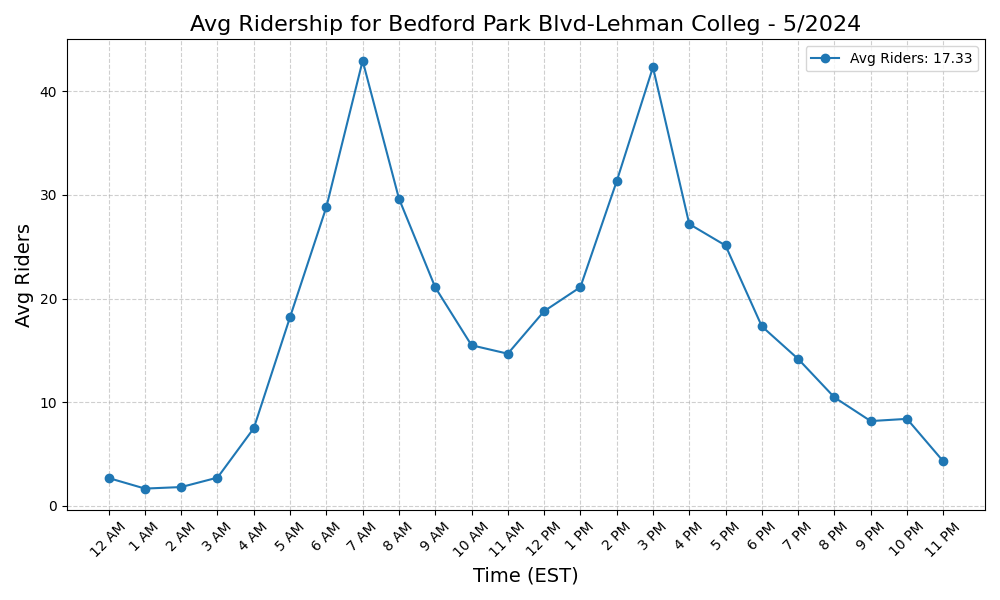 Avg Ridership for Bedford Park Blvd-Lehman Colleg - 5/2024
Avg Riders: 17.33
Avg Riders
40
30
20
10
0
12 AM
1 AM
2 AM
3 AM
4 AM
5 AM
6 AM
7 AM
8 AM
9 AM
10 AM
11 AM
12 PM
1 PM
2 PM
3 PM
4 PM
5 PM
6 PM
7 PM
8 PM
9 PM
10 PM
11 PM
Time (EST)